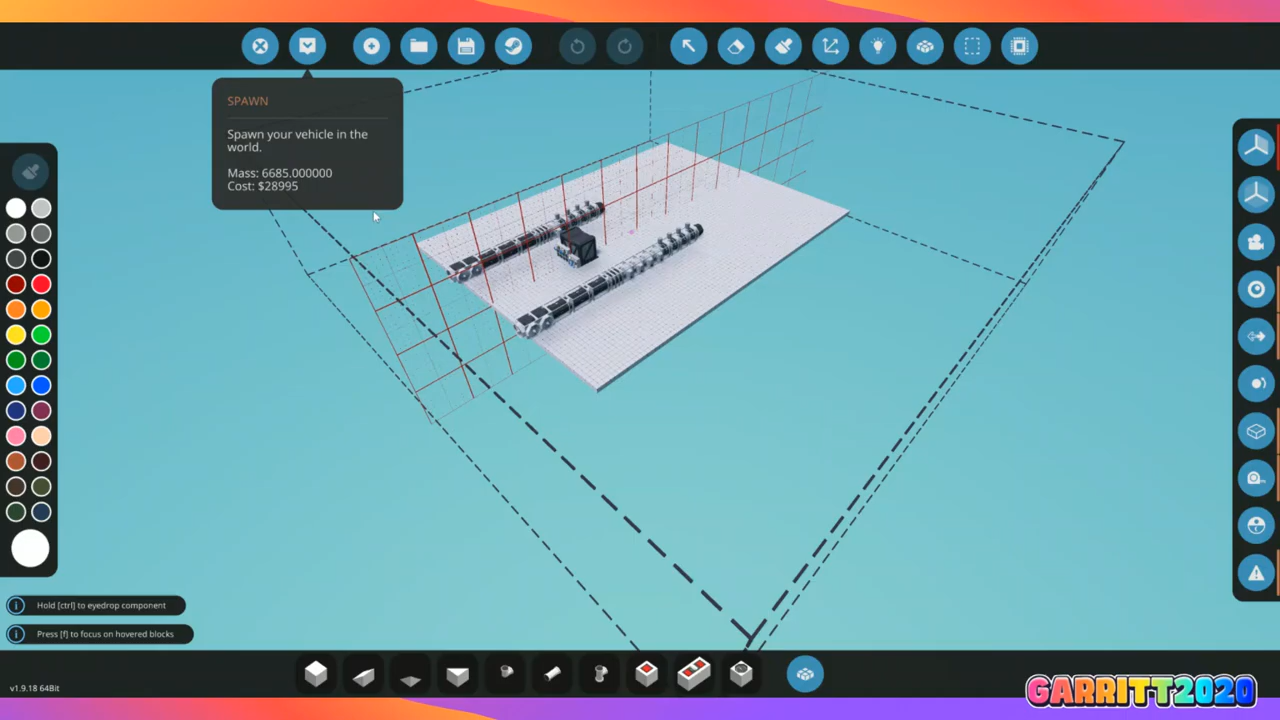 SPAWN
Spawn your vehicle in the
world.
Mass: 6685.000000
Cost: $28995
Hold [ctrl] to eyedrop component
Press [f] to focus on hovered blocks
v1.9.18 64Bit
GARRITT2020